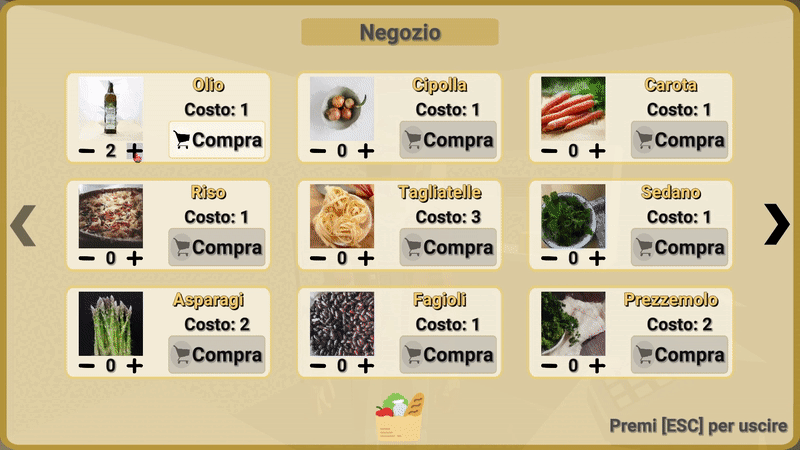 Negozio
Olio
Costo: 1
Compra
2
Cipolla
Costo: 1
Compra
0
Carota
Costo: 1
Compra
0
Riso
Costo: 1
Compra
0
Tagliatelle
Costo: 3
Compra
0
Sedano
Costo: 1
Compra
0
Asparagi
Costo: 2
Compra
0
Fagioli
Costo: 1
Compra
0
Prezzemolo
Costo: 2
Compra
0
Premi [ESC] per uscire